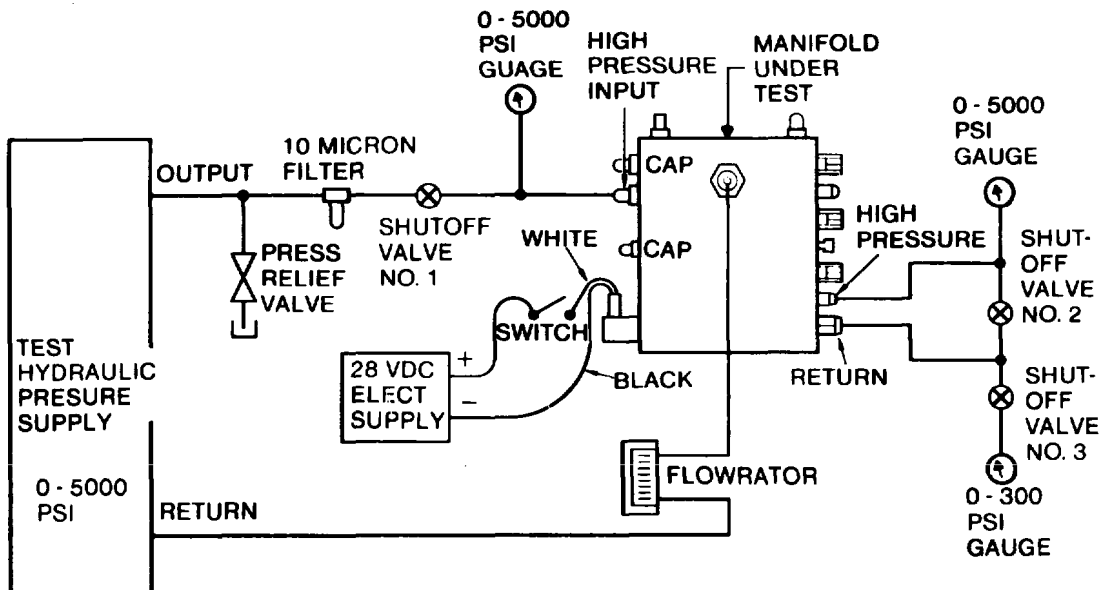 0 - 5000
PSI
GUAGE
HIGH
PRESSURE
INPUT
MANIFOLD
UNDER
TEST
0 - 5000
PSI
GAUGE
10 MICRON
FILTER
OUTPUT
CAP
SHUTOFF
VALVE
NO. 1
PRESS
RELIEF
VALVE
WHITE
CAP
HIGH
PRESSURE
SHUT-
OFF
VALVE
NO. 2
SWITCH
TEST
HYDRAULIC
PRESURE
SUPPLY
+
28 VDC
ELECT
SUPPLY
−
BLACK
RETURN
SHUT-
OFF
VALVE
NO. 3
FLOWRATOR
0 - 5000
PSI
RETURN
0 - 300
PSI
GAUGE